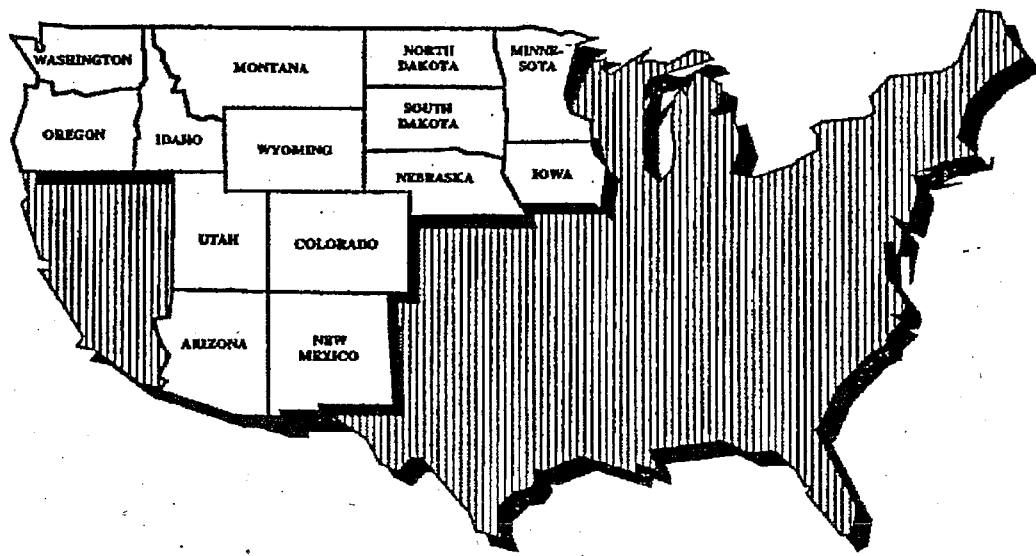 WASHINGTON
MONTANA
NORTH
DAKOTA
MINNE-
SOTA
OREGON
IDAHO
WYOMING
SOUTH
DAKOTA
NEBRASKA
IOWA
UTAH
COLORADO
ARIZONA
NEW
MEXICO